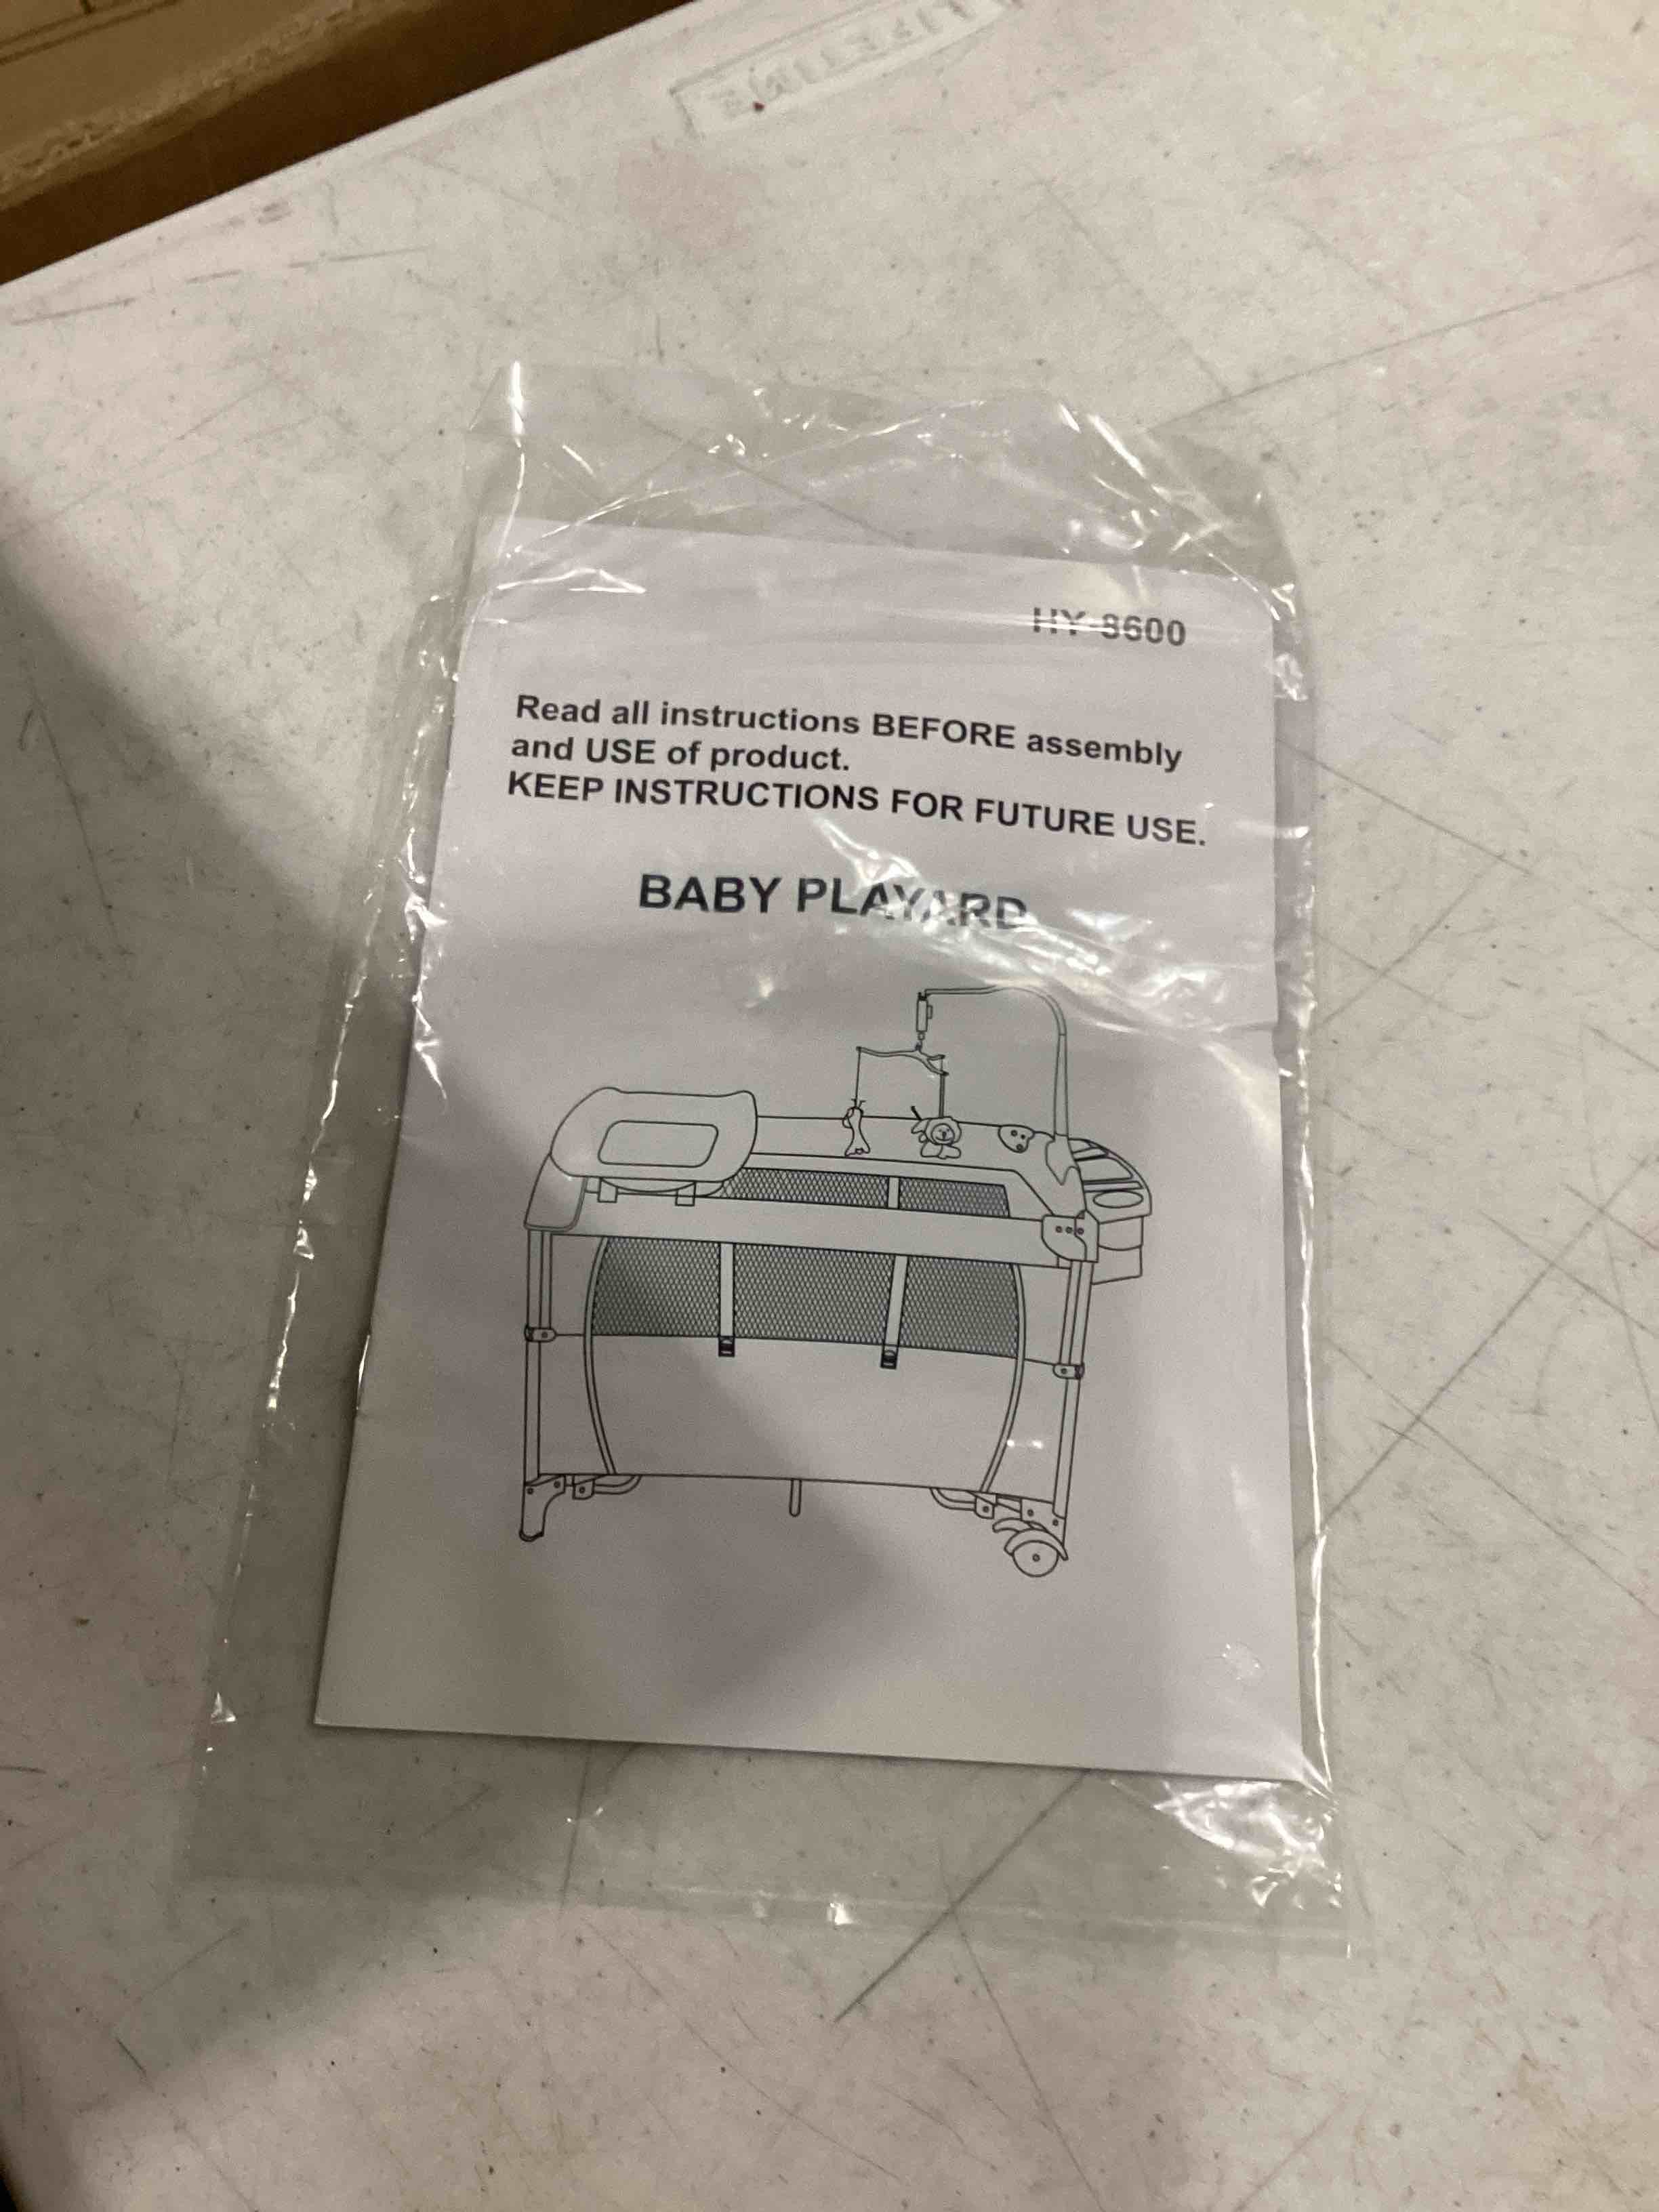 HY-8600
Read all instructions BEFORE assembly
and USE of product.
KEEP INSTRUCTIONS FOR FUTURE USE.
BABY PLAYARD